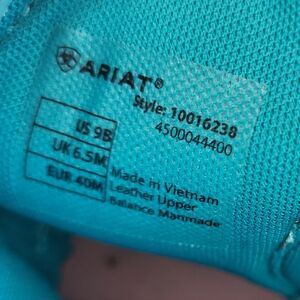 ARIAT®
Style: 10016238
4500044400
US 9B
UK 6.5M
EUR 40M
Made in Vietnam
Leather Upper
Balance Manmade